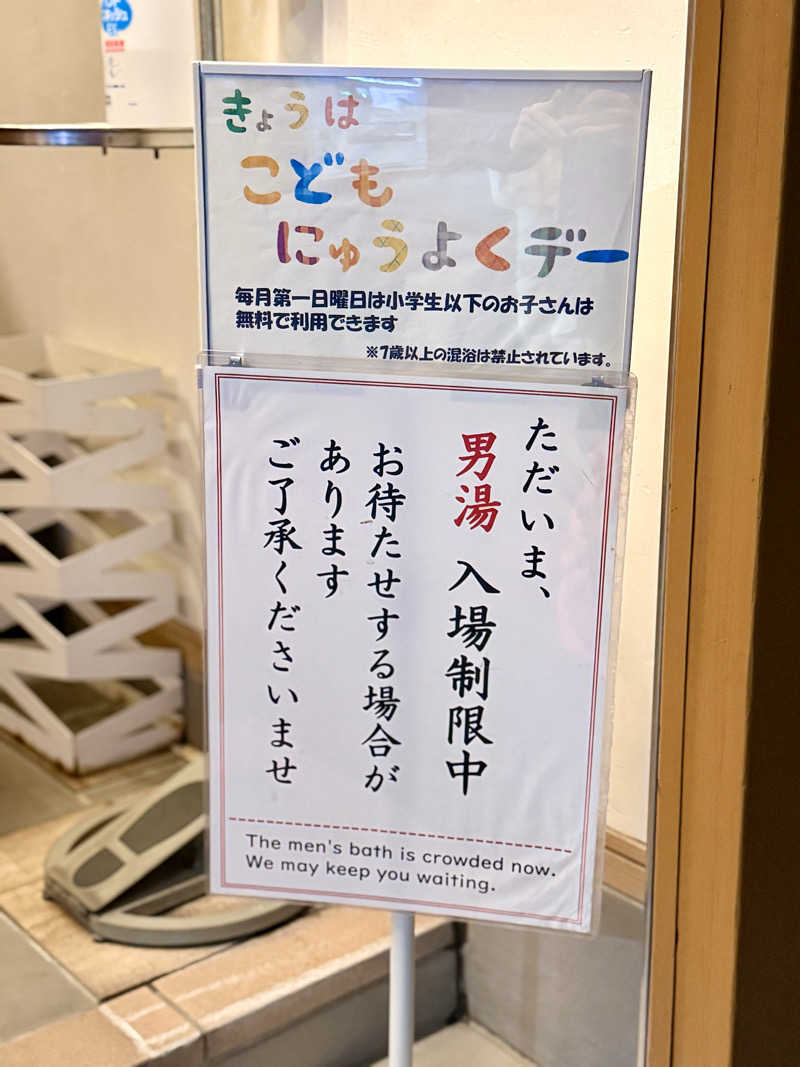 きょうは
こども
にゅうよくデー
毎月第一日曜日は小学生以下のお子さんは
無料で利用できます
※7歳以上の混浴は禁止されています。
ただいま、
男湯 入場制限中
お待たせする場合が
あります
ご了承くださいませ
The men's bath is crowded now.
We may keep you waiting.